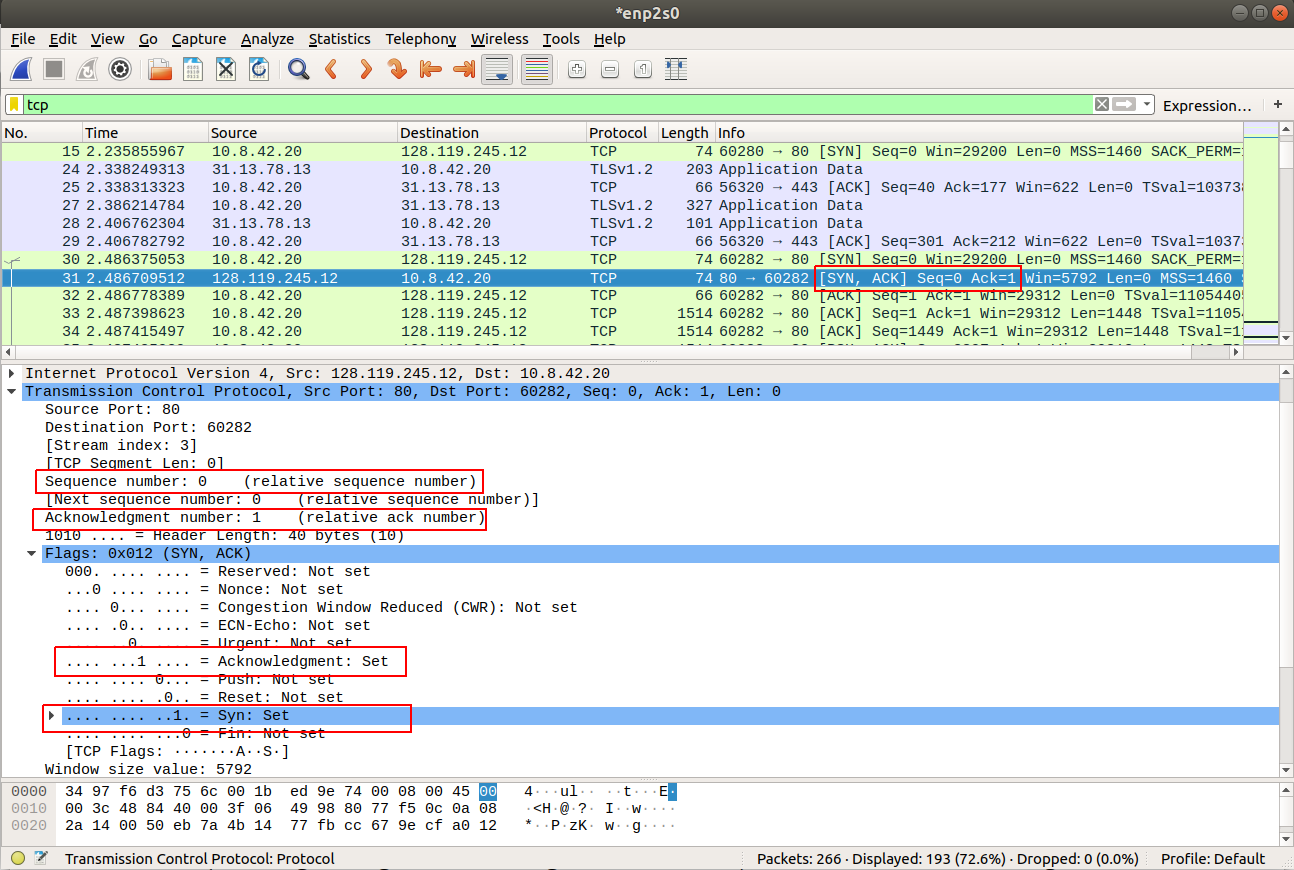 *enp2s0
File Edit View Go Capture Analyze Statistics Telephony Wireless Tools Help
tcp Expression… +
No. Time Source Destination Protocol Length Info
15 2.235855967 10.8.42.20 128.119.245.12 TCP 74 60280 → 80 [SYN] Seq=0 Win=29200 Len=0 MSS=1460 SACK_PERM=1
24 2.338249313 31.13.78.13 10.8.42.20 TLSv1.2 203 Application Data
25 2.338313323 10.8.42.20 31.13.78.13 TCP 66 56320 → 443 [ACK] Seq=40 Ack=177 Win=622 Len=0 TSval=103738
27 2.386214784 10.8.42.20 31.13.78.13 TLSv1.2 327 Application Data
28 2.406762304 31.13.78.13 10.8.42.20 TLSv1.2 101 Application Data
29 2.406782792 10.8.42.20 31.13.78.13 TCP 66 56320 → 443 [ACK] Seq=301 Ack=212 Win=622 Len=0 TSval=10373
30 2.486375053 10.8.42.20 128.119.245.12 TCP 74 60282 → 80 [SYN] Seq=0 Win=29200 Len=0 MSS=1460 SACK_PERM=1
31 2.486709512 128.119.245.12 10.8.42.20 TCP 74 80 → 60282 [SYN, ACK] Seq=0 Ack=1 Win=5792 Len=0 MSS=1460
32 2.486778389 10.8.42.20 128.119.245.12 TCP 66 60282 → 80 [ACK] Seq=1 Ack=1 Win=29312 Len=0 TSval=11054405
33 2.487398623 10.8.42.20 128.119.245.12 TCP 1514 60282 → 80 [ACK] Seq=1 Ack=1 Win=29312 Len=1448 TSval=11054
34 2.487415497 10.8.42.20 128.119.245.12 TCP 1514 60282 → 80 [ACK] Seq=1449 Ack=1 Win=29312 Len=1448 TSval=11
Internet Protocol Version 4, Src: 128.119.245.12, Dst: 10.8.42.20
Transmission Control Protocol, Src Port: 80, Dst Port: 60282, Seq: 0, Ack: 1, Len: 0
Source Port: 80
Destination Port: 60282
[Stream index: 3]
[TCP Segment Len: 0]
Sequence number: 0 (relative sequence number)
[Next sequence number: 0 (relative sequence number)]
Acknowledgment number: 1 (relative ack number)
1010 .... = Header Length: 40 bytes (10)
Flags: 0x012 (SYN, ACK)
000. .... .... = Reserved: Not set
...0 .... .... = Nonce: Not set
.... 0... .... = Congestion Window Reduced (CWR): Not set
.... .0.. .... = ECN-Echo: Not set
.... ..0. .... = Urgent: Not set
.... ...1 .... = Acknowledgment: Set
.... .... 0... = Push: Not set
.... .... .0.. = Reset: Not set
.... .... ..1. = Syn: Set
.... .... ...0 = Fin: Not set
[TCP Flags: ·······A··S·]
Window size value: 5792
0000 34 97 f6 d3 75 6c 00 1b ed 9e 74 00 08 00 45 00 4···ul·· ··t···E·
0010 00 3c 48 84 40 00 3f 06 49 98 80 77 f5 0c 0a 08 ·<H·@·?· I··w····
0020 2a 14 00 50 eb 7a 4b 14 77 fb cc 67 9e cf a0 12 *··P·zK· w··g····
Transmission Control Protocol: Protocol Packets: 266 · Displayed: 193 (72.6%) · Dropped: 0 (0.0%) Profile: Default